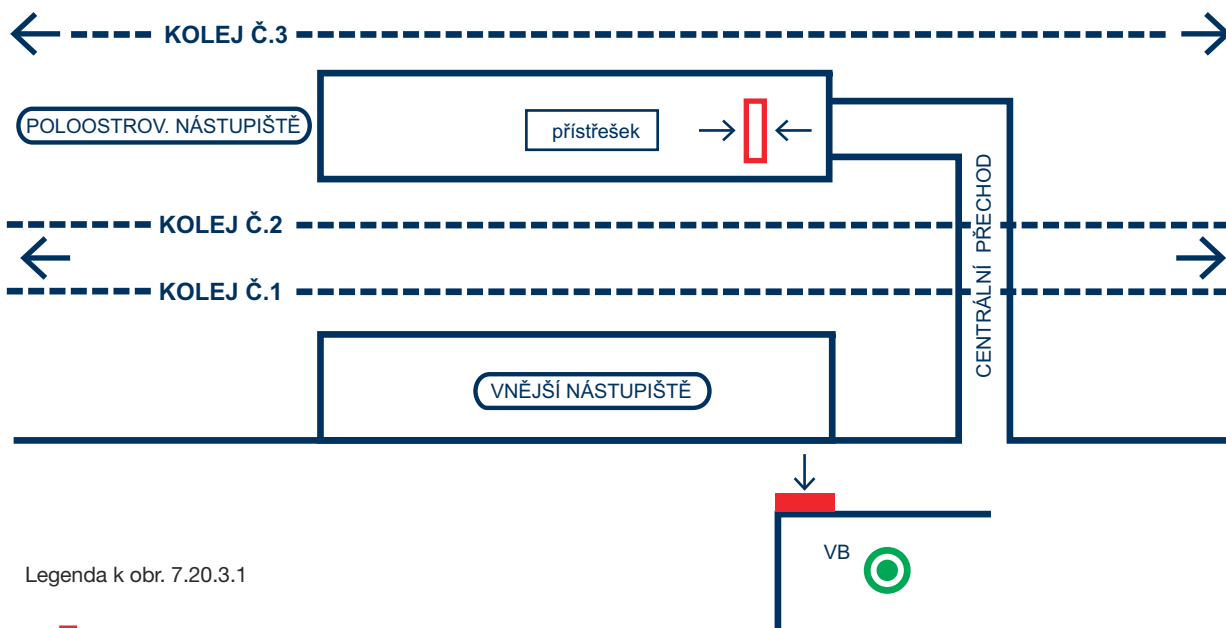 KOLEJ Č.3
POLOOSTROV. NÁSTUPIŠTĚ
přístřešek
CENTRÁLNÍ PŘECHOD
KOLEJ Č.2
KOLEJ Č.1
VNĚJŠÍ NÁSTUPIŠTĚ
VB
Legenda k obr. 7.20.3.1